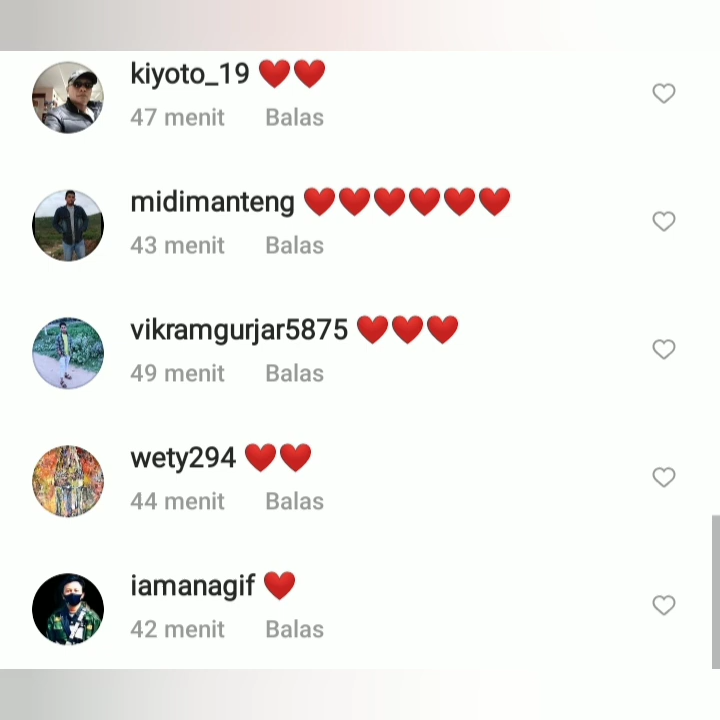 kiyoto_19 ❤️❤️
47 menit Balas
midimanteng ❤️❤️❤️❤️❤️❤️
43 menit Balas
vikramgurjar5875 ❤️❤️❤️
49 menit Balas
wety294 ❤️❤️
44 menit Balas
iamanagif ❤️
42 menit Balas